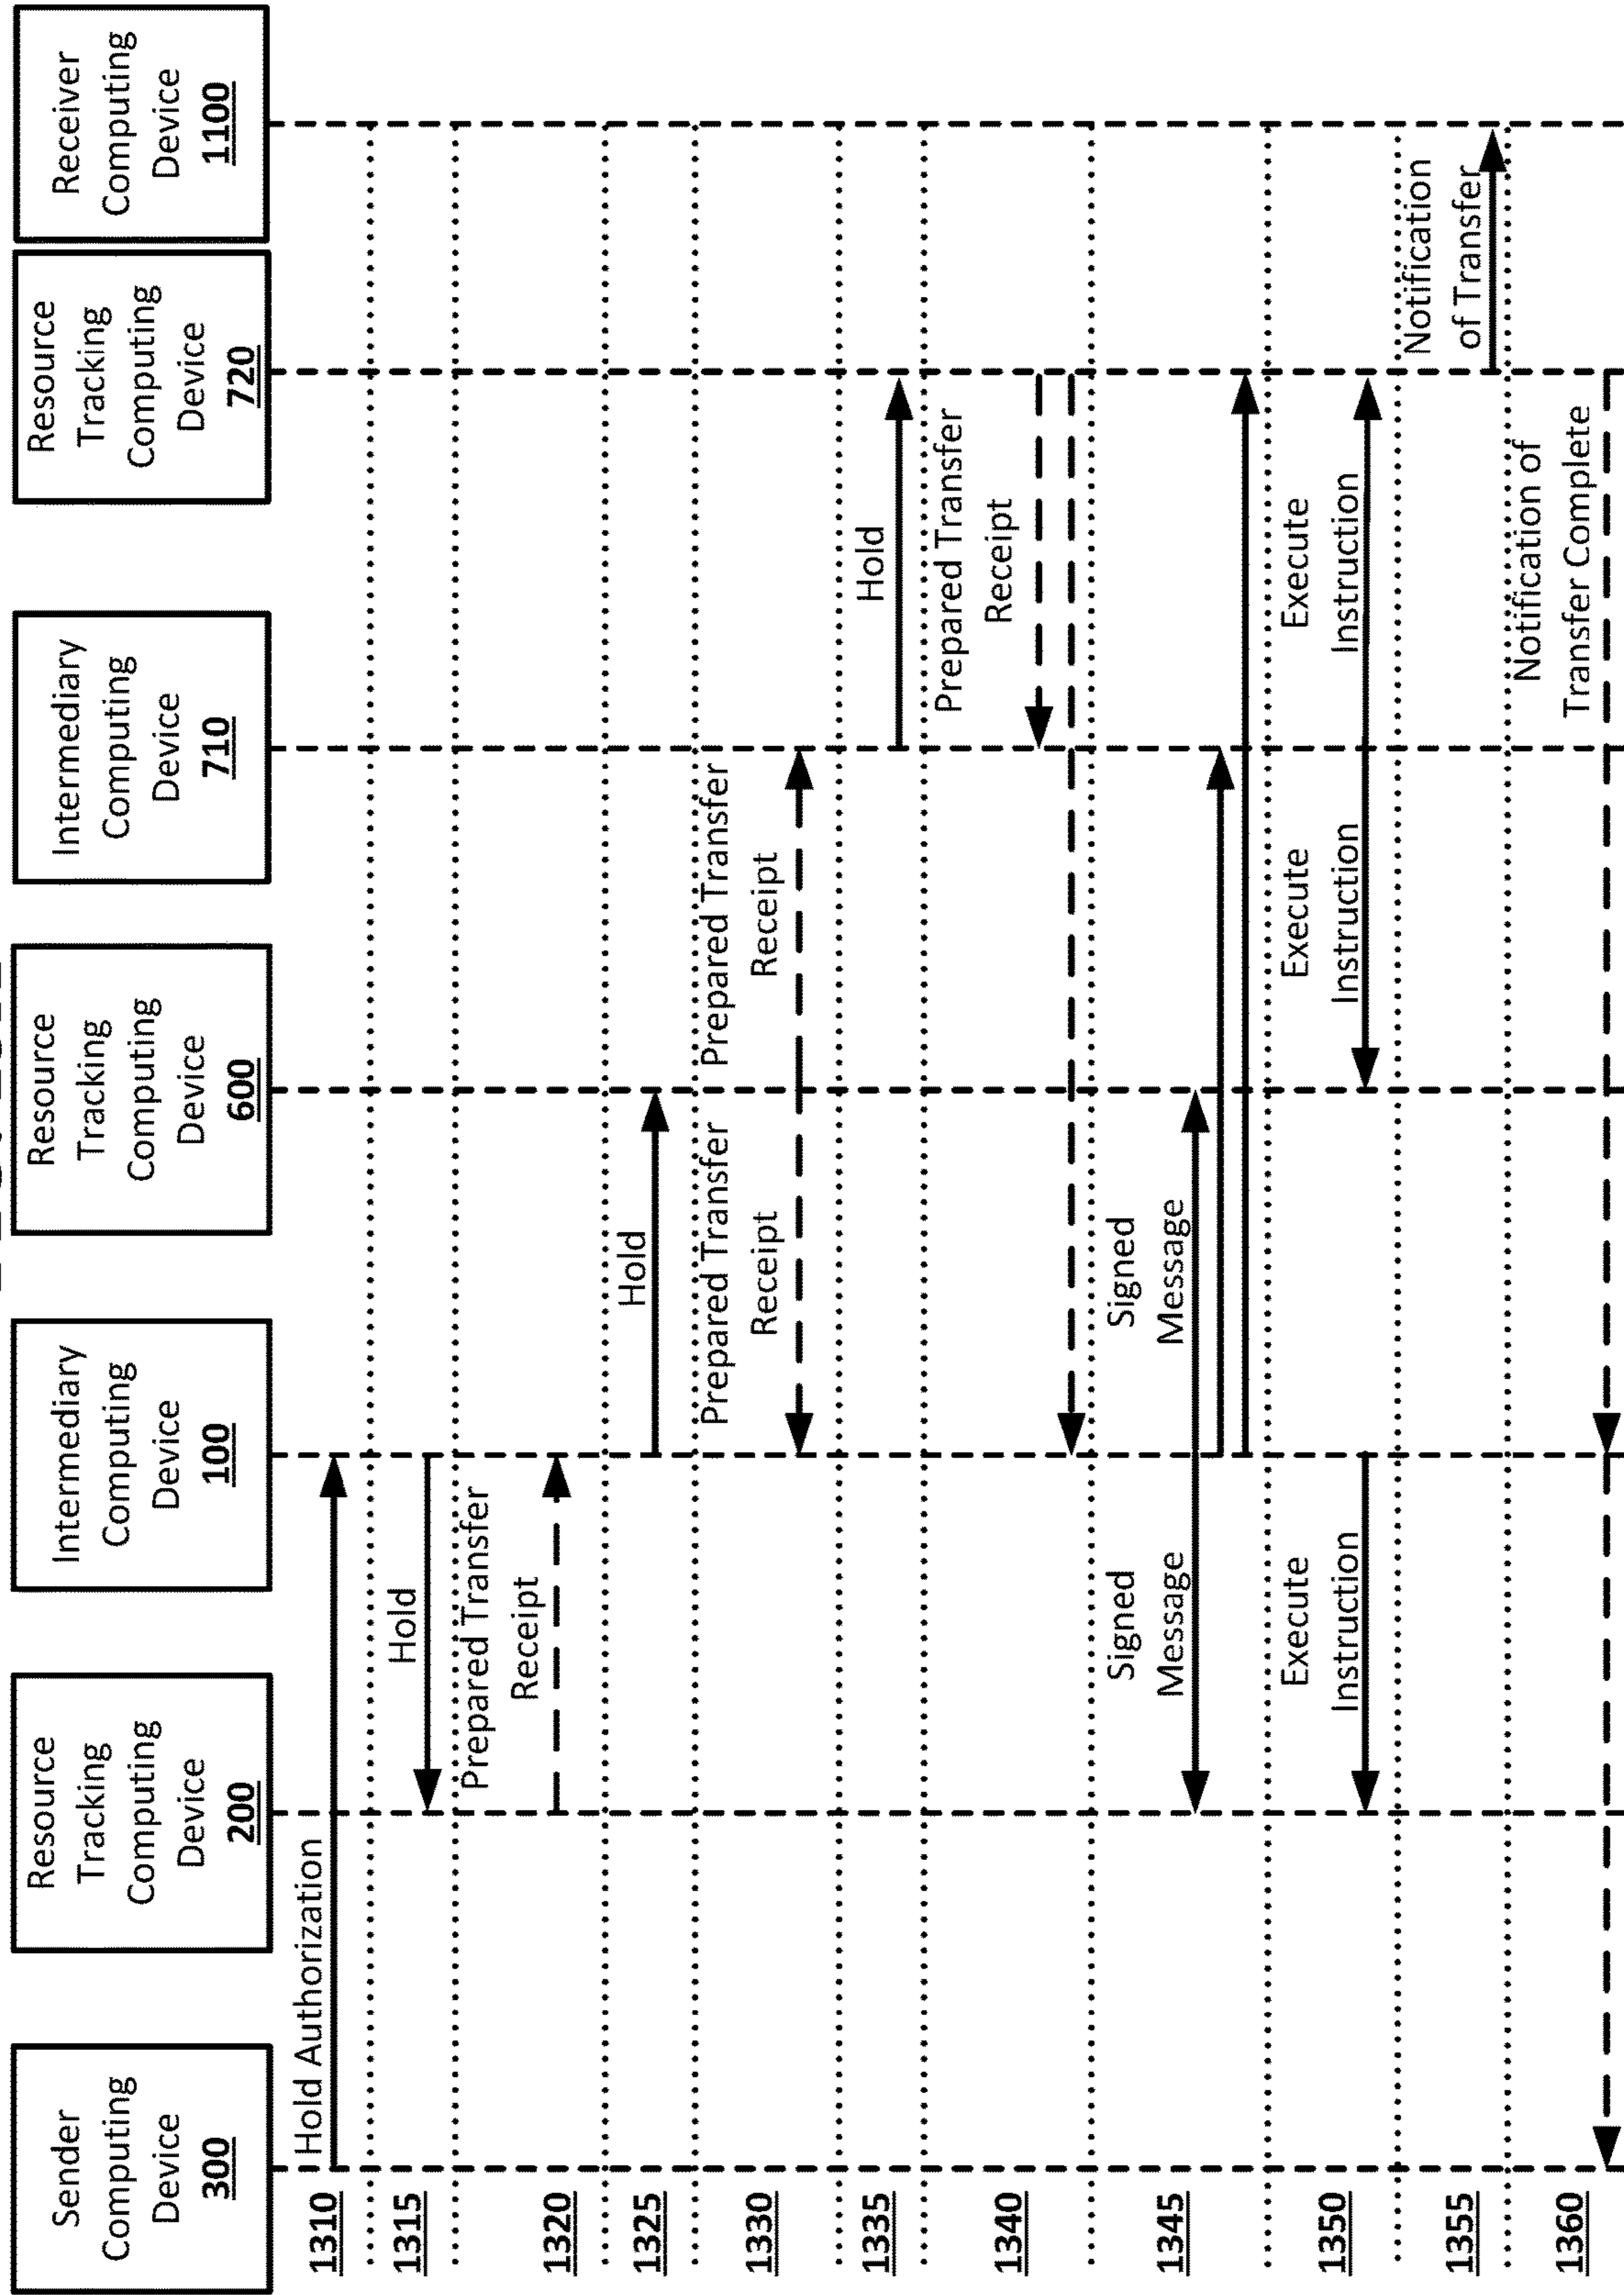 Sender
Computing
Device
300
Resource
Tracking
Computing
Device
200
Intermediary
Computing
Device
100
Resource
Tracking
Computing
Device
600
Intermediary
Computing
Device
710
Resource
Tracking
Computing
Device
720
Receiver
Computing
Device
1100
1310
Hold Authorization
1315
Hold
1320
Prepared Transfer
Receipt
1325
Hold
1330
Prepared Transfer
Receipt
Prepared Transfer
Receipt
1335
Hold
1340
Prepared Transfer
Receipt
1345
Signed
Message
Signed
Message
1350
Execute
Instruction
Execute
Instruction
Execute
Instruction
1355
Notification
of Transfer
1360
Notification of
Transfer Complete